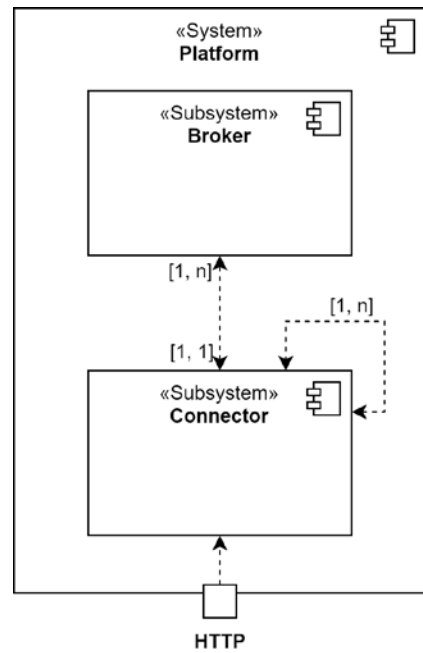 «System»
Platform
«Subsystem»
Broker
[1, n]
[1, n]
[1, 1]
«Subsystem»
Connector
HTTP